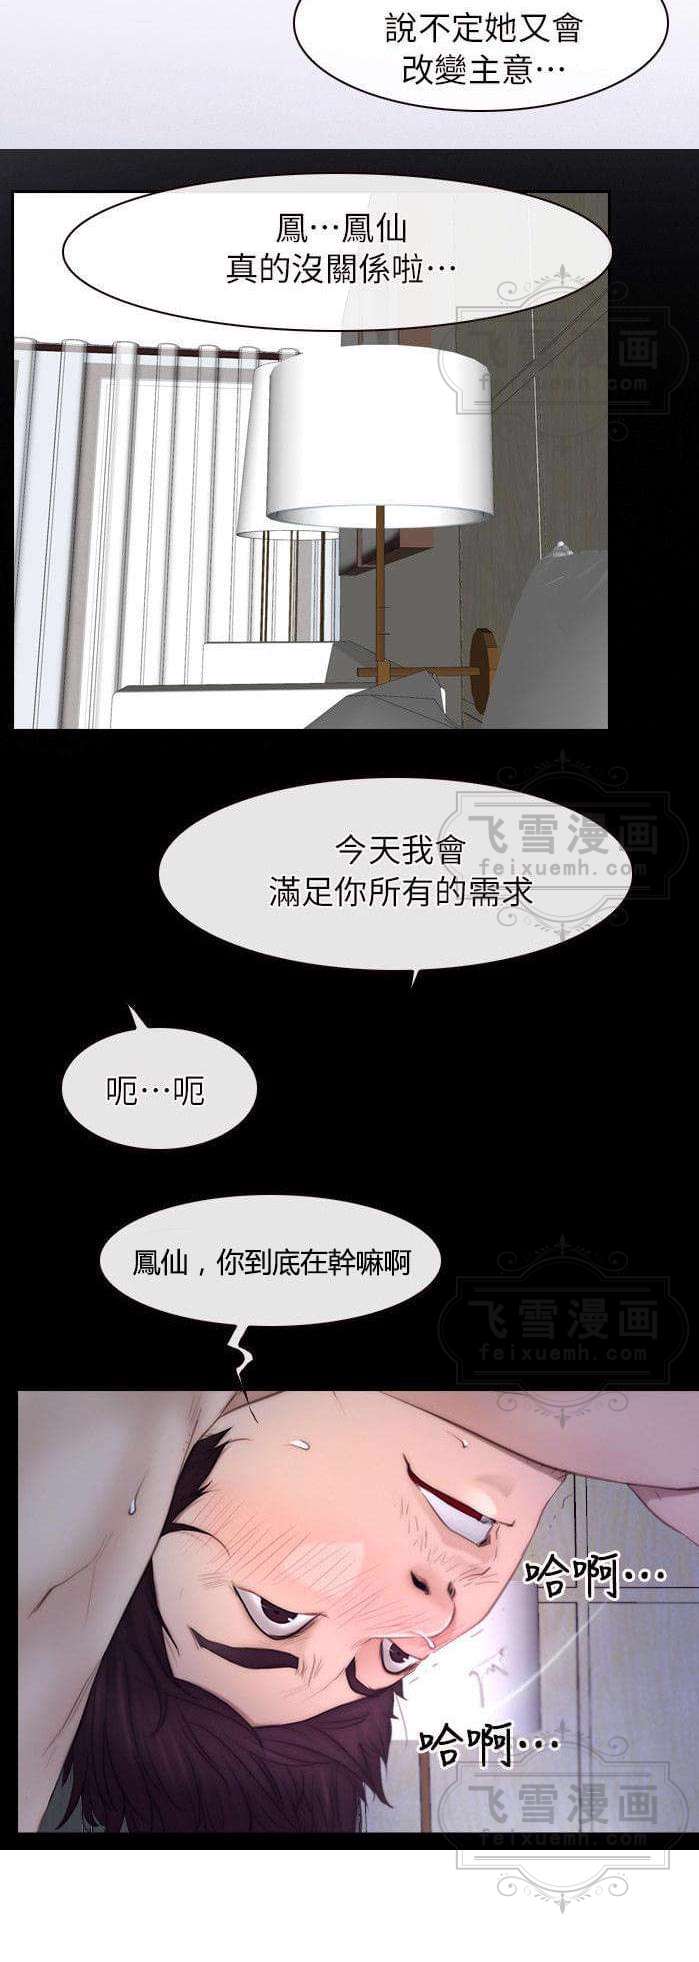 說不定她又會
改變主意⋯
鳳⋯鳳仙
真的沒關係啦⋯
飞雪漫画
feixuemh.com
飞雪漫画
feixuemh.com
今天我會
滿足你所有的需求
呃⋯呃
鳳仙，你到底在幹嘛啊
飞雪漫画
feixuemh.com
哈啊⋯
哈啊⋯
飞雪漫画
feixuemh.com